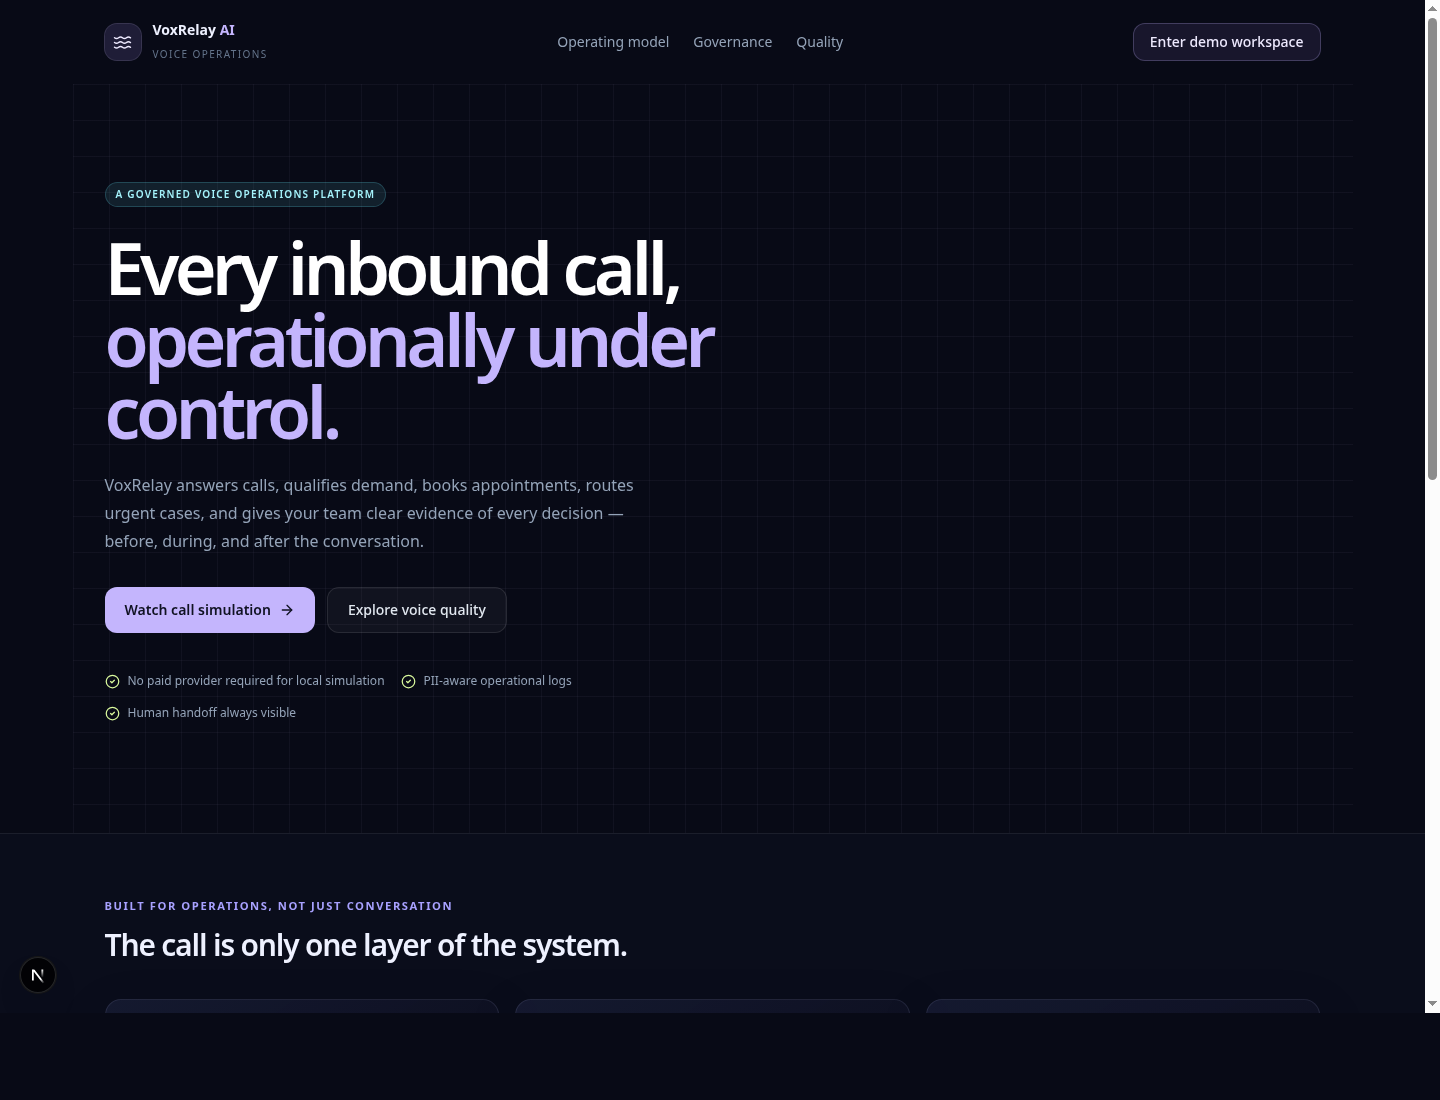 VoxRelay AI
VOICE OPERATIONS
Operating model
Governance
Quality
Enter demo workspace
A GOVERNED VOICE OPERATIONS PLATFORM
Every inbound call,
operationally under
control.
VoxRelay answers calls, qualifies demand, books appointments, routes
urgent cases, and gives your team clear evidence of every decision —
before, during, and after the conversation.
Watch call simulation
Explore voice quality
No paid provider required for local simulation
PII-aware operational logs
Human handoff always visible
BUILT FOR OPERATIONS, NOT JUST CONVERSATION
The call is only one layer of the system.
N